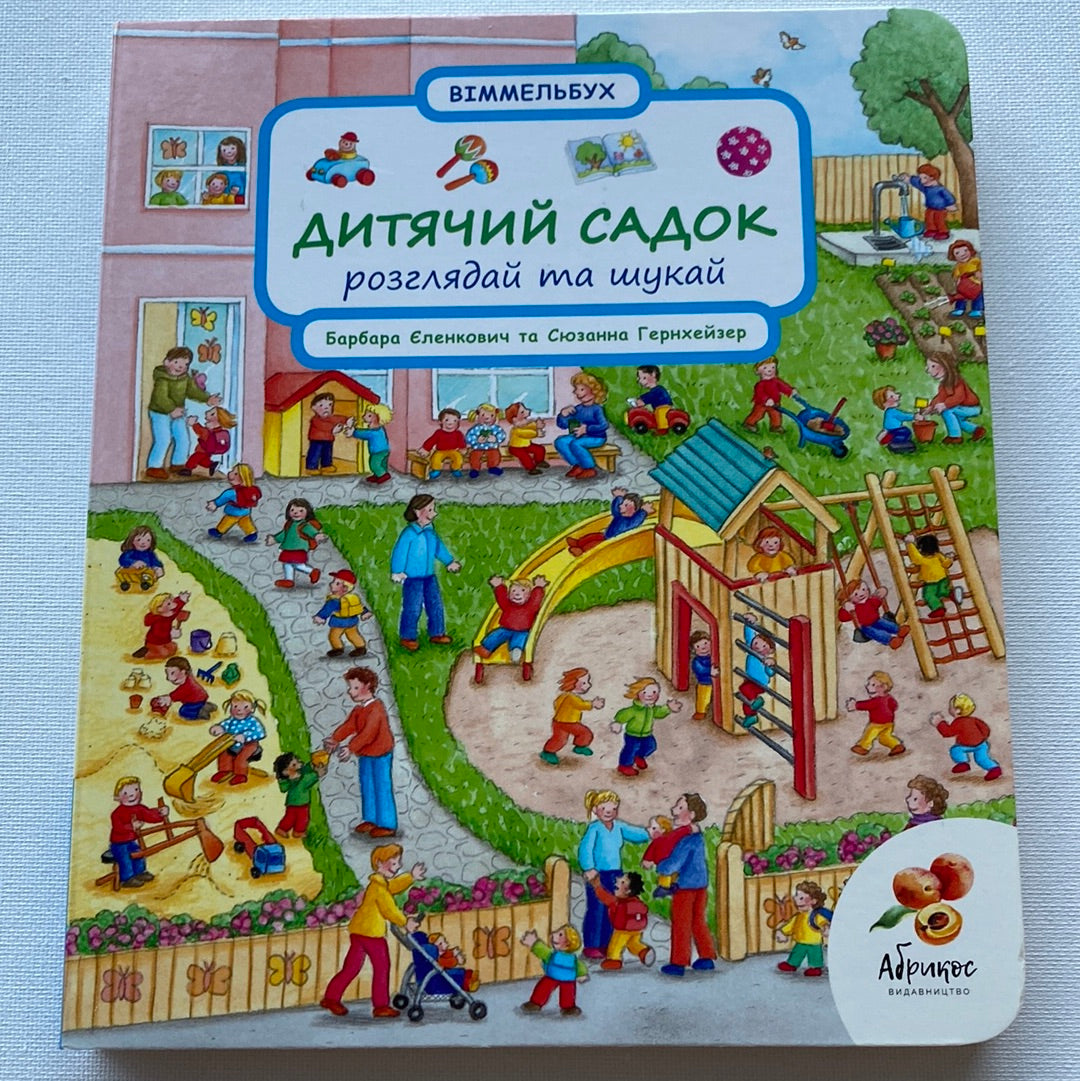 ВІММЕЛЬБУХ
ДИТЯЧИЙ САДОК
розглядай та шукай
Барбара Єленкович та Сюзанна Гернхейзер
Абрикос
ВИДАВНИЦТВО